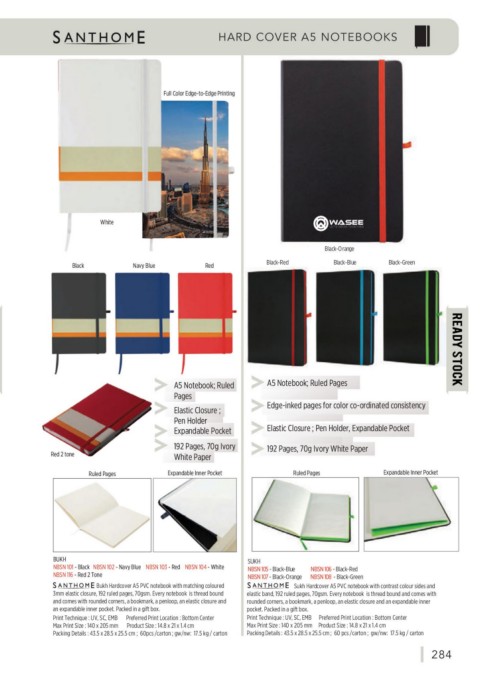 SANTHOME
HARD COVER A5 NOTEBOOKS
Full Color Edge-to-Edge Printing
White
Black
Navy Blue
Red
Red 2 tone
A5 Notebook; Ruled
Pages
Elastic Closure ;
Pen Holder
Expandable Pocket
192 Pages, 70g Ivory
White Paper
Ruled Pages
Expandable Inner Pocket
BUKH
NBSN 101 - Black NBSN 102 - Navy Blue NBSN 103 - Red NBSN 104 - White
NBSN 116 - Red 2 Tone
SANTHOME Bukh Hardcover A5 PVC notebook with matching coloured
3mm elastic closure, 192 ruled pages, 70gsm. Every notebook is thread bound
and comes with rounded corners, a bookmark, a penloop, an elastic closure and
an expandable inner pocket. Packed in a gift box.
Print Technique : UV, SC, EMB Preferred Print Location : Bottom Center
Max Print Size : 140 x 205 mm Product Size : 14.8 x 21 x 1.4 cm
Packing Details : 43.5 x 28.5 x 25.5 cm ; 60pcs/carton ; gw/nw: 17.5 kg / carton
WASEE
Black-Orange
Black-Red
Black-Blue
Black-Green
A5 Notebook; Ruled Pages
Edge-inked pages for color co-ordinated consistency
Elastic Closure ; Pen Holder, Expandable Pocket
192 Pages, 70g Ivory White Paper
Ruled Pages
Expandable Inner Pocket
SUKH
NBSN 105 - Black-Blue NBSN 106 - Black-Red
NBSN 107 - Black-Orange NBSN 108 - Black-Green
SANTHOME Sukh Hardcover A5 PVC notebook with contrast colour sides and
elastic band, 192 ruled pages, 70gsm. Every notebook is thread bound and comes with
rounded corners, a bookmark, a penloop, an elastic closure and an expandable inner
pocket. Packed in a gift box.
Print Technique : UV, SC, EMB Preferred Print Location : Bottom Center
Max Print Size : 140 x 205 mm Product Size : 14.8 x 21 x 1.4 cm
Packing Details : 43.5 x 28.5 x 25.5 cm ; 60 pcs/carton ; gw/nw: 17.5 kg / carton
READY STOCK
284